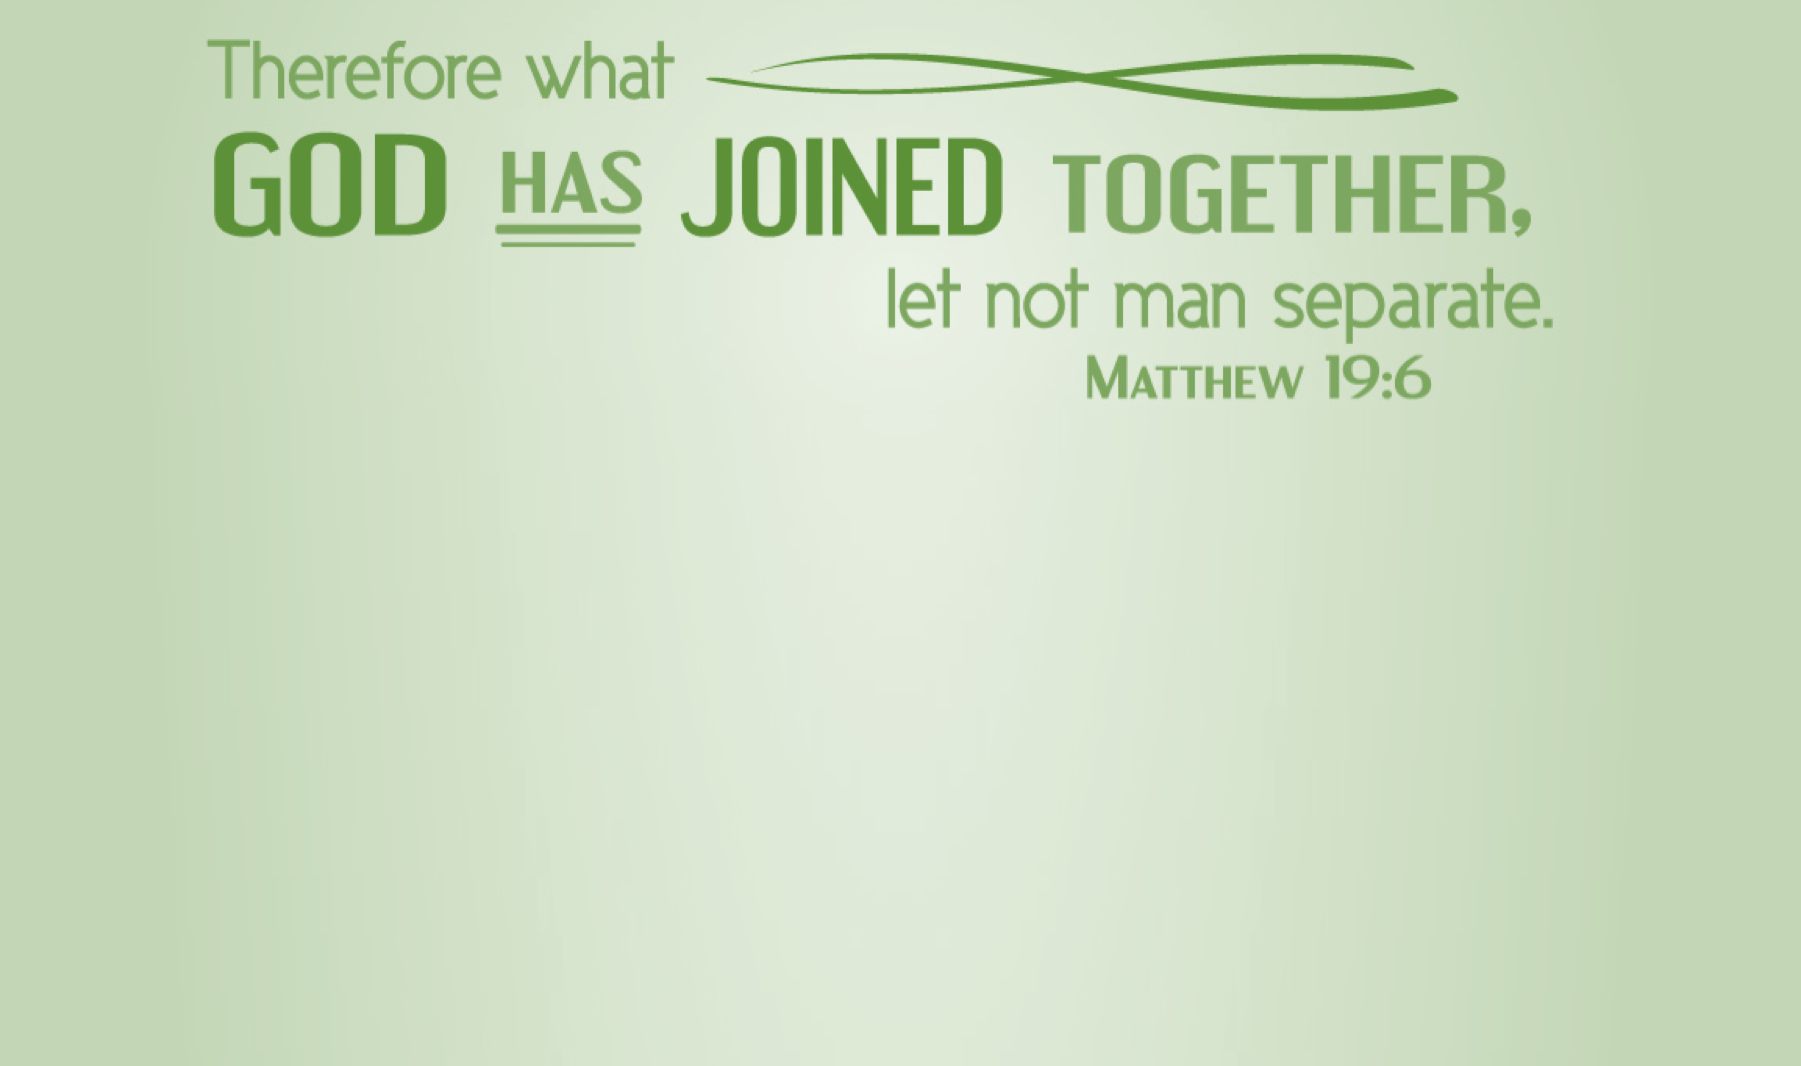 Therefore what
GOD HAS JOINED TOGETHER,
let not man separate.
MATTHEW 19:6